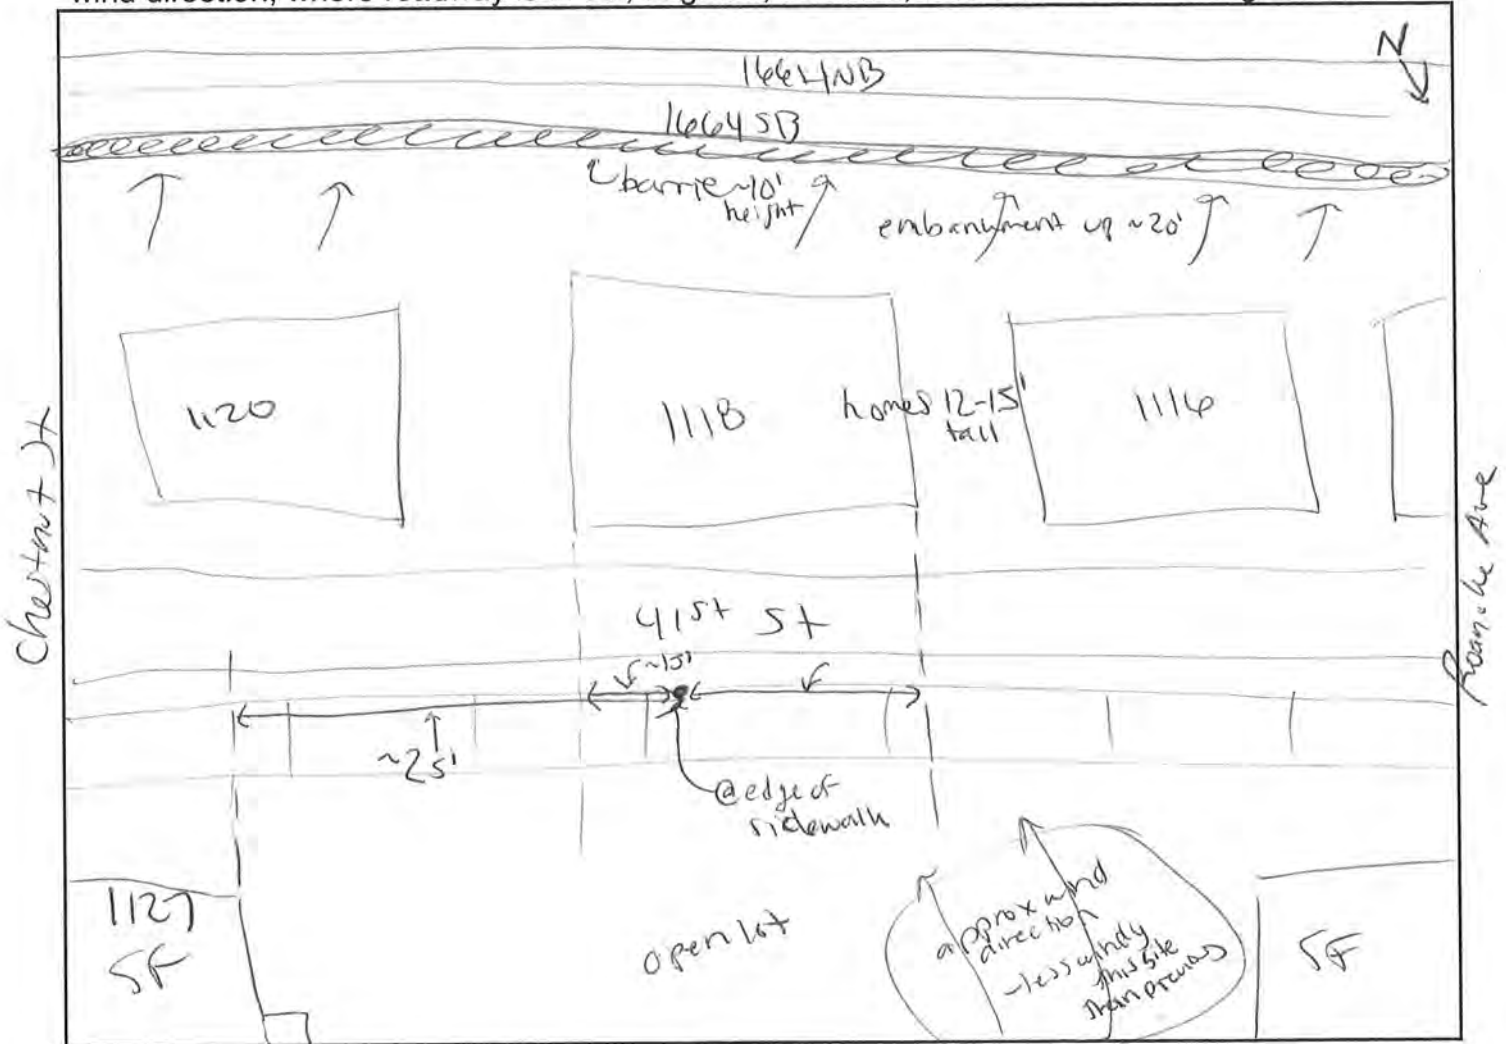 N
I664 NB
I664 SB
barrie ~10'
height
embankment up ~20'
1120
1118
homes 12-15'
tall
1116
Chestnut St
Roanoke Ave
41st St
~15'
~25'
@edge of
sidewalk
1127
SF
open lot
approx wind
direction
-less windy
this site
than previous
SF